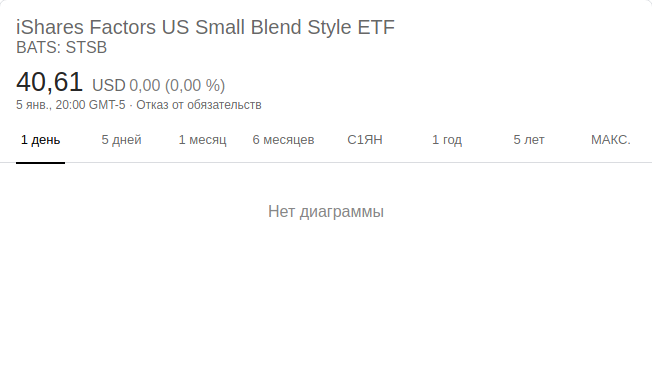 iShares Factors US Small Blend Style ETF
BATS: STSB
40,61 USD 0,00 (0,00 %)
5 янв., 20:00 GMT-5 · Отказ от обязательств
1 день 5 дней 1 месяц 6 месяцев С1ЯН 1 год 5 лет МАКС.
Нет диаграммы